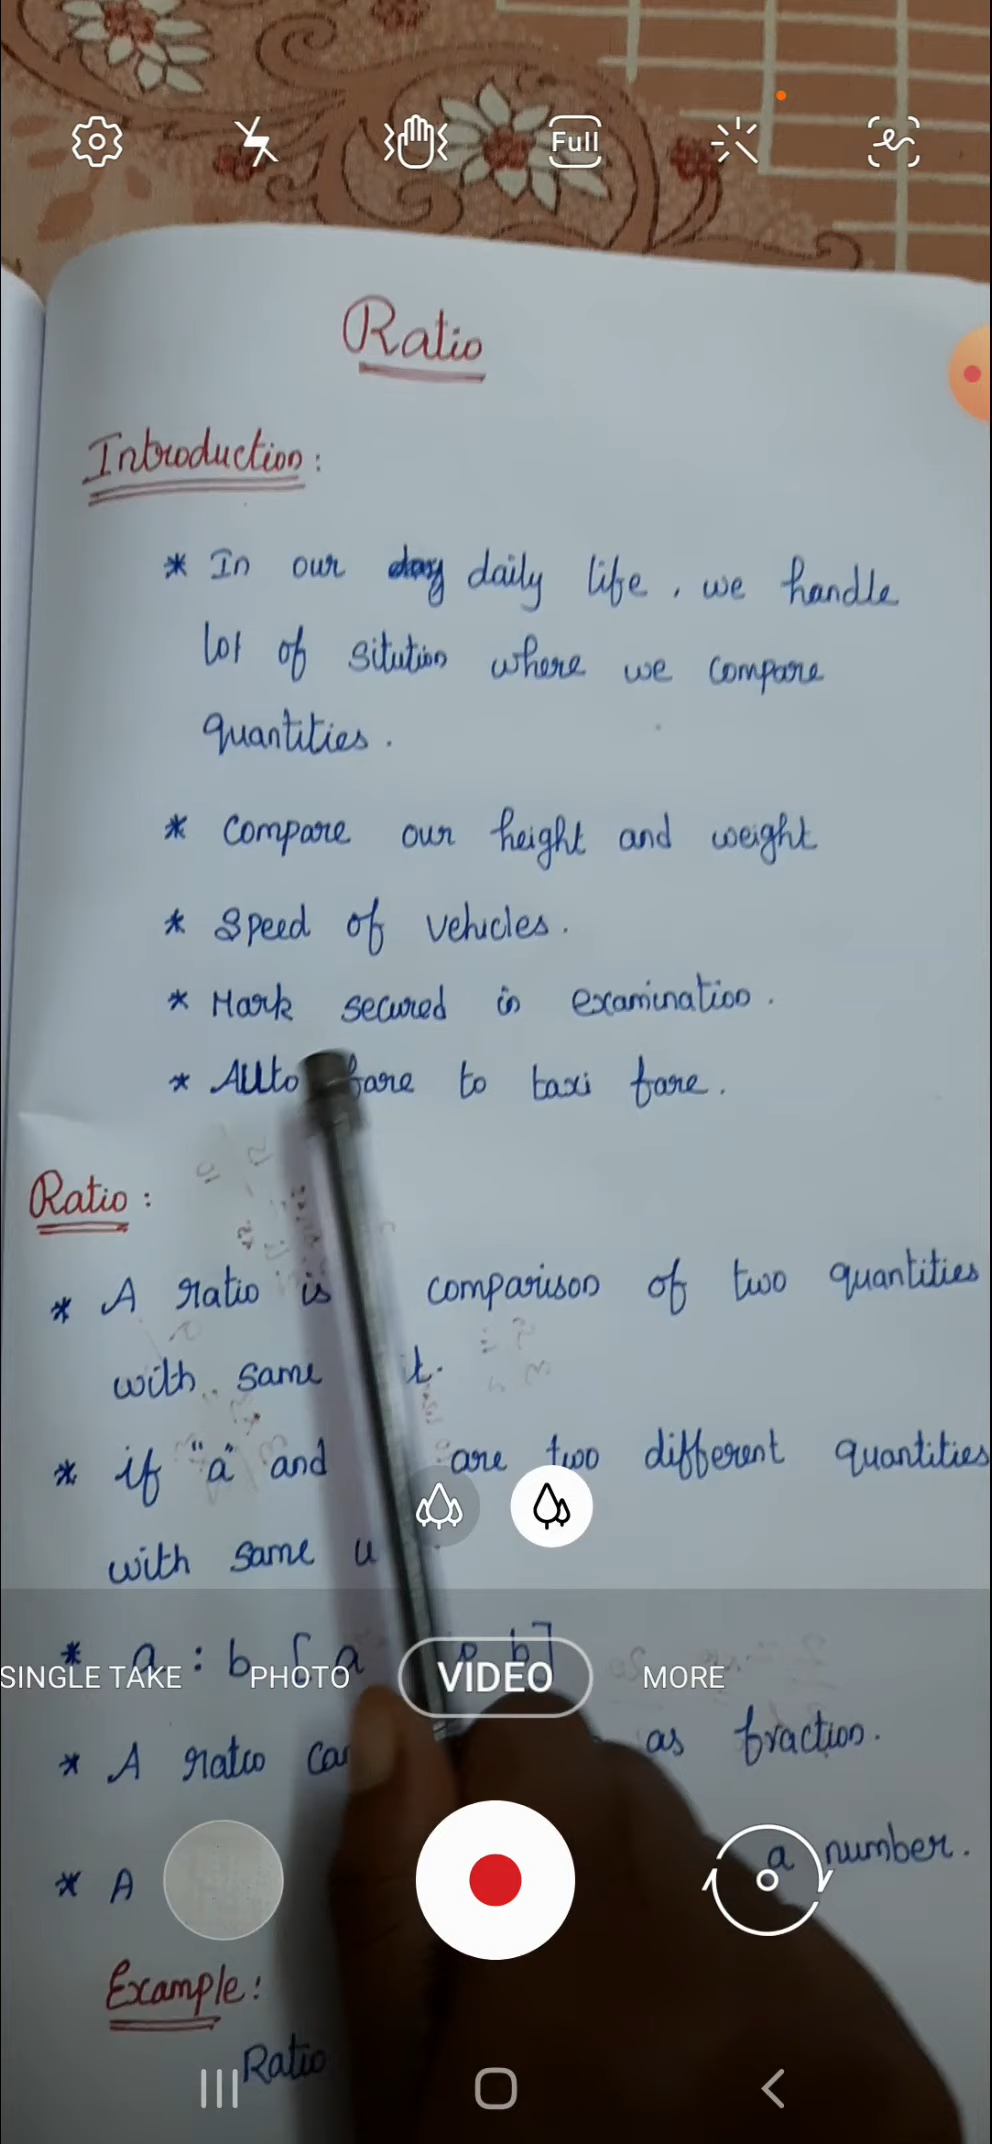 Full
Ratio
Introduction :
* In our daily life, we handle
lot of sitution where we compare
quantities.
* Compare our height and weight
* Speed of vehicles.
* Mark secured in examination.
* Auto fare to taxi fare.
Ratio :
* A ratio is comparison of two quantities
with same
* if "a" and are two different quantities
with same u
* a : b [a b]
SINGLE TAKE PHOTO VIDEO MORE
* A ratio as fraction.
* A a number.
Example :
Ratio